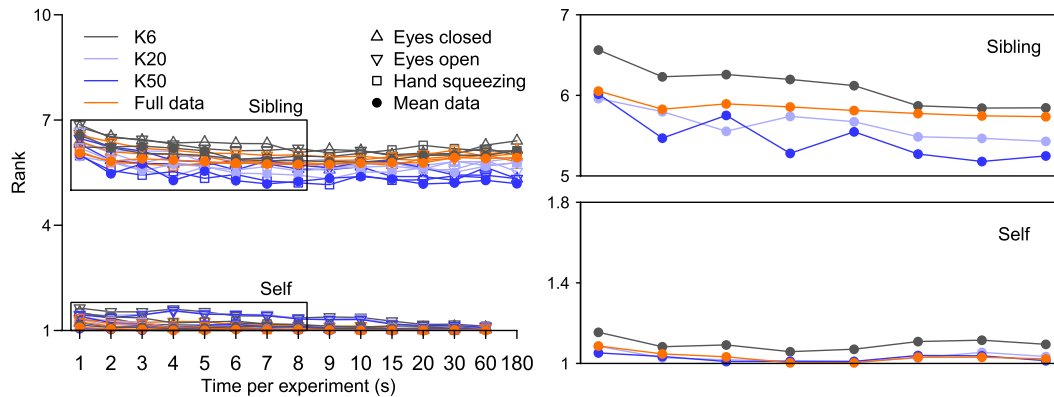 10
7
4
1
Rank
K6
K20
K50
Full data
Eyes closed
Eyes open
Hand squeezing
Mean data
Sibling
Self
1 2 3 4 5 6 7 8 9 10 15 20 30 60 180
Time per experiment (s)
7
6
5
Sibling
1.8
1.4
1
Self